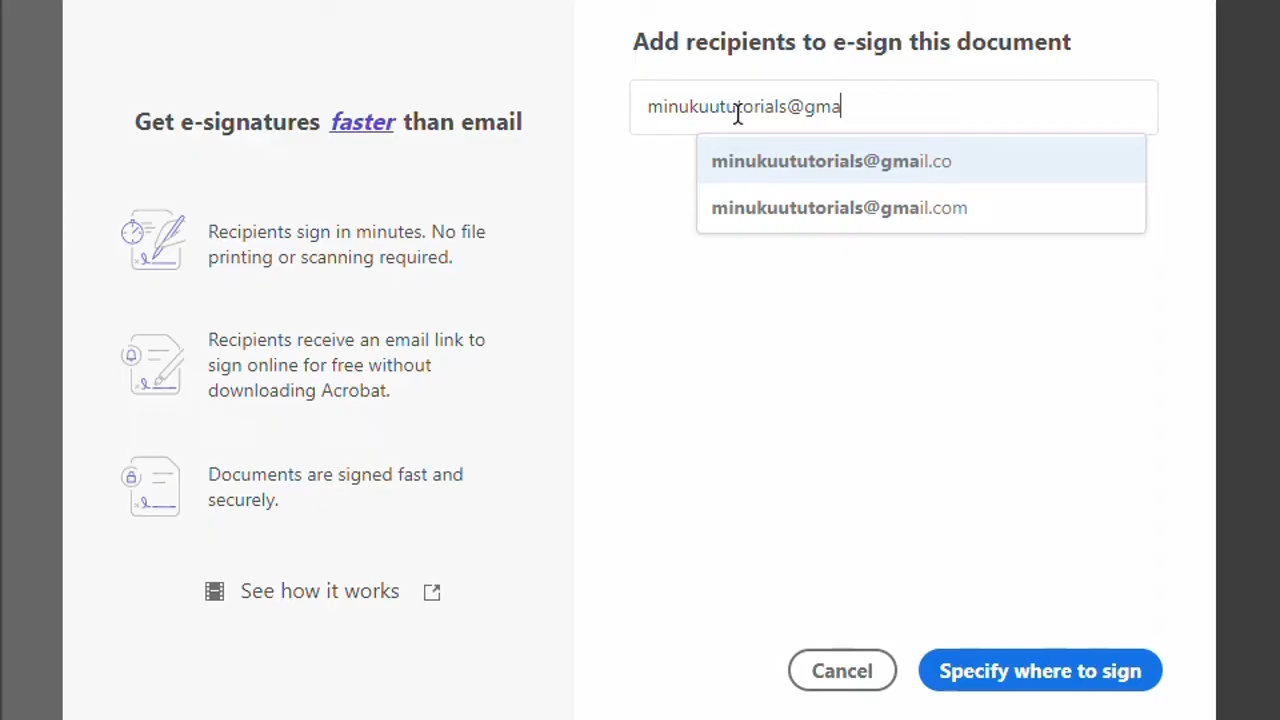 Get e-signatures faster than email
Recipients sign in minutes. No file
printing or scanning required.
Recipients receive an email link to
sign online for free without
downloading Acrobat.
Documents are signed fast and
securely.
See how it works
Add recipients to e-sign this document
minukuututorials@gma
minukuututorials@gmail.co
minukuututorials@gmail.com
Cancel
Specify where to sign